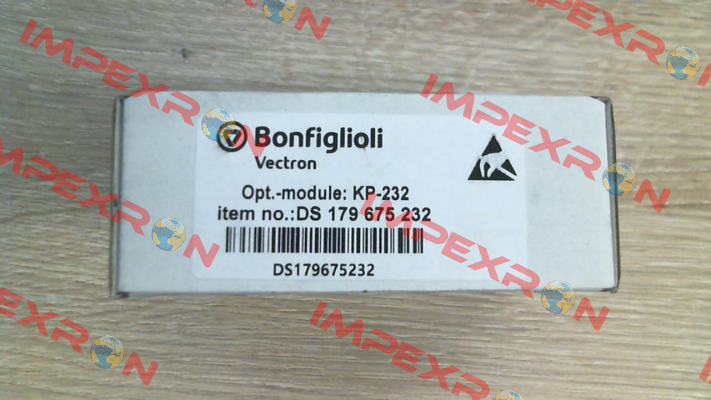 Bonfiglioli
Vectron
Opt.-module: KP-232
item no.:DS 179 675 232
DS179675232
IMPEXRON
IMPEXRON
IMPEXRON
IMPEXRON
IMPEXRON
IMPEXRON
IMPEXRON